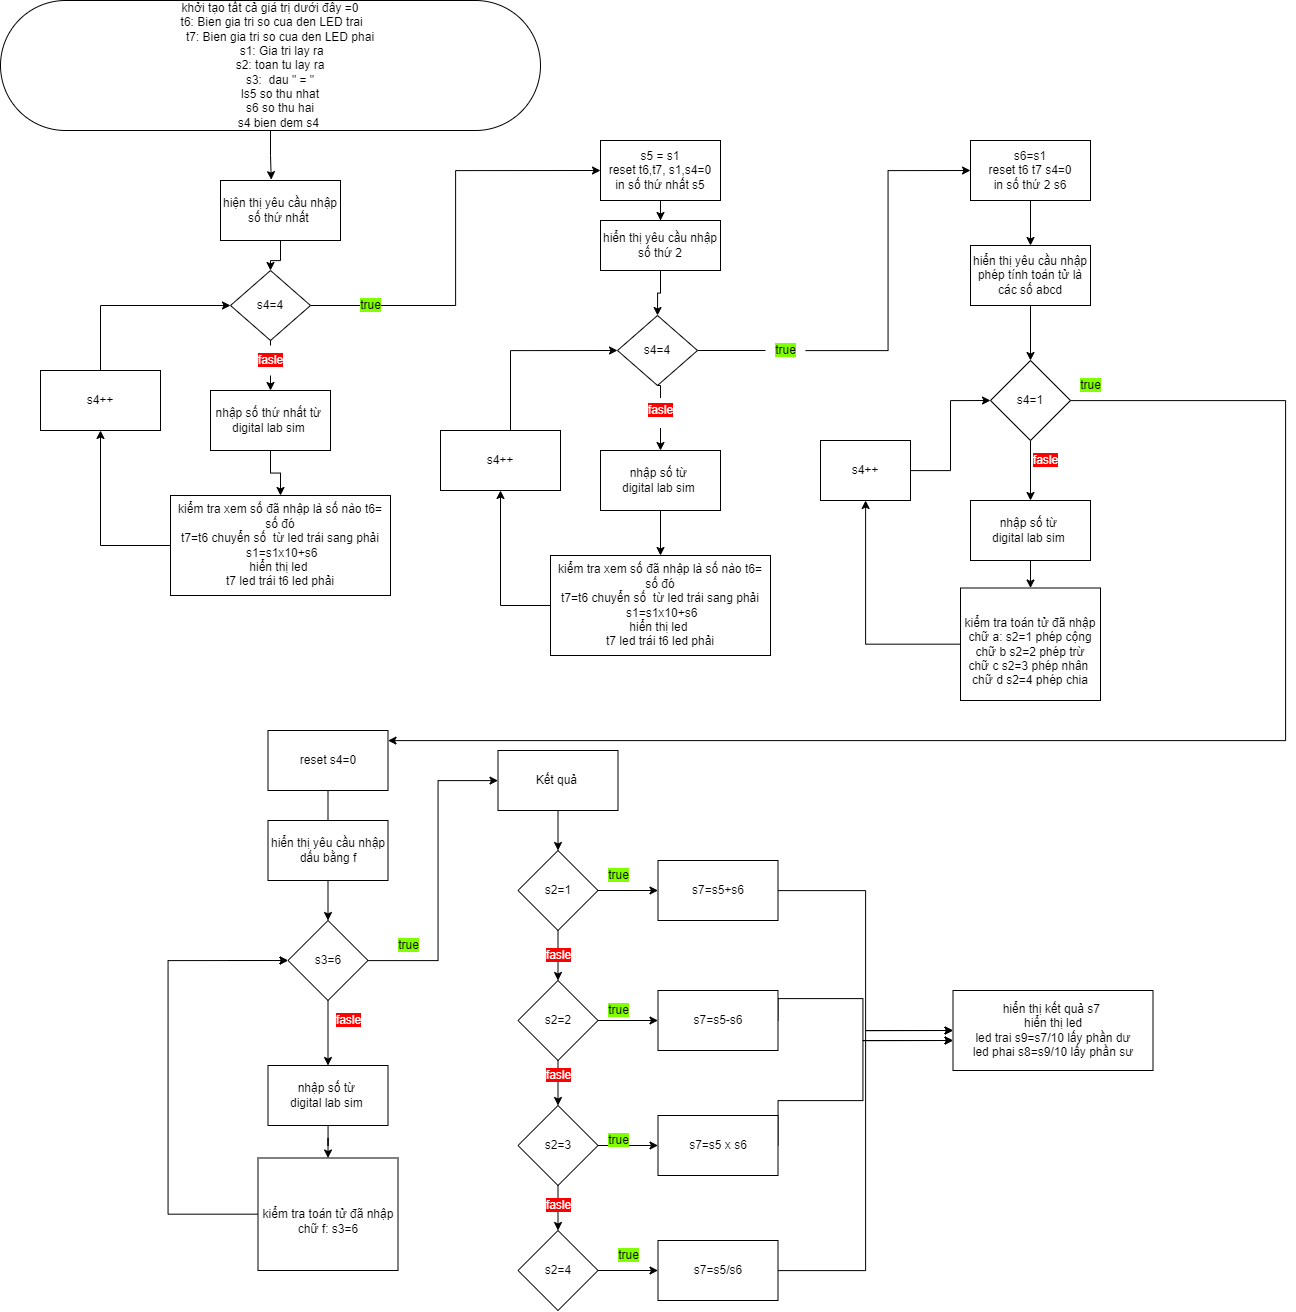 khởi tạo tất cả giá trị dưới đây =0
t6: Bien gia tri so cua den LED trai
t7: Bien gia tri so cua den LED phai
s1: Gia tri lay ra
s2: toan tu lay ra
s3:  dau " = "
ls5 so thu nhat
s6 so thu hai
s4 bien dem s4
hiện thị yêu cầu nhập
số thứ nhất
s4=4
true
fasle
s4++
nhập số thứ nhất từ
digital lab sim
kiểm tra xem số đã nhập là số nào t6=
số đó
t7=t6 chuyển số  từ led trái sang phải
s1=s1x10+s6
hiển thị led
t7 led trái t6 led phải
s5 = s1
reset t6,t7, s1,s4=0
in số thứ nhất s5
hiển thị yêu cầu nhập
số thứ 2
s4=4
true
fasle
s4++
nhập số từ
digital lab sim
kiểm tra xem số đã nhập là số nào t6=
số đó
t7=t6 chuyển số  từ led trái sang phải
s1=s1x10+s6
hiển thị led
t7 led trái t6 led phải
s6=s1
reset t6 t7 s4=0
in số thứ 2 s6
hiển thị yêu cầu nhập
phép tính toán tử là
các số abcd
s4=1
true
fasle
s4++
nhập số từ
digital lab sim
kiểm tra toán tử đã nhập
chữ a: s2=1 phép cộng
chữ b s2=2 phép trừ
chữ c s2=3 phép nhân
chữ d s2=4 phép chia
reset s4=0
hiển thị yêu cầu nhập
dấu bằng f
s3=6
true
fasle
nhập số từ
digital lab sim
kiểm tra toán tử đã nhập
chữ f: s3=6
Kết quả
s2=1
true
s7=s5+s6
fasle
s2=2
true
s7=s5-s6
fasle
s2=3
true
s7=s5 x s6
fasle
s2=4
true
s7=s5/s6
hiển thị kết quả s7
hiển thị led
led trai s9=s7/10 lấy phần dư
led phai s8=s9/10 lấy phần sư